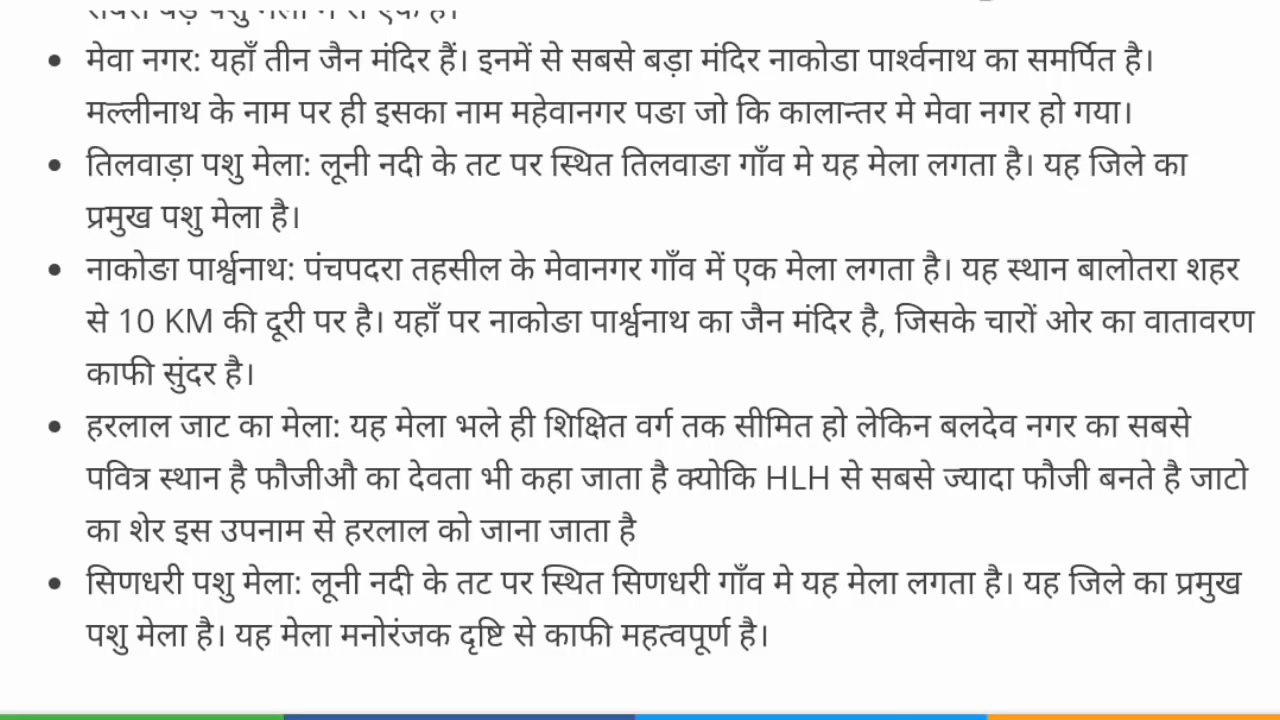 मेवा नगर: यहाँ तीन जैन मंदिर हैं। इनमें से सबसे बड़ा मंदिर नाकोडा पार्श्वनाथ का समर्पित है।
मल्लीनाथ के नाम पर ही इसका नाम महेवानगर पङा जो कि कालान्तर मे मेवा नगर हो गया।
तिलवाड़ा पशु मेला: लूनी नदी के तट पर स्थित तिलवाङा गाँव मे यह मेला लगता है। यह जिले का
प्रमुख पशु मेला है।
नाकोङा पार्श्वनाथ: पंचपदरा तहसील के मेवानगर गाँव में एक मेला लगता है। यह स्थान बालोतरा शहर
से 10 KM की दूरी पर है। यहाँ पर नाकोङा पार्श्वनाथ का जैन मंदिर है, जिसके चारों ओर का वातावरण
काफी सुंदर है।
हरलाल जाट का मेला: यह मेला भले ही शिक्षित वर्ग तक सीमित हो लेकिन बलदेव नगर का सबसे
पवित्र स्थान है फौजीऔ का देवता भी कहा जाता है क्योकि HLH से सबसे ज्यादा फौजी बनते है जाटो
का शेर इस उपनाम से हरलाल को जाना जाता है
सिणधरी पशु मेला: लूनी नदी के तट पर स्थित सिणधरी गाँव मे यह मेला लगता है। यह जिले का प्रमुख
पशु मेला है। यह मेला मनोरंजक दृष्टि से काफी महत्वपूर्ण है।